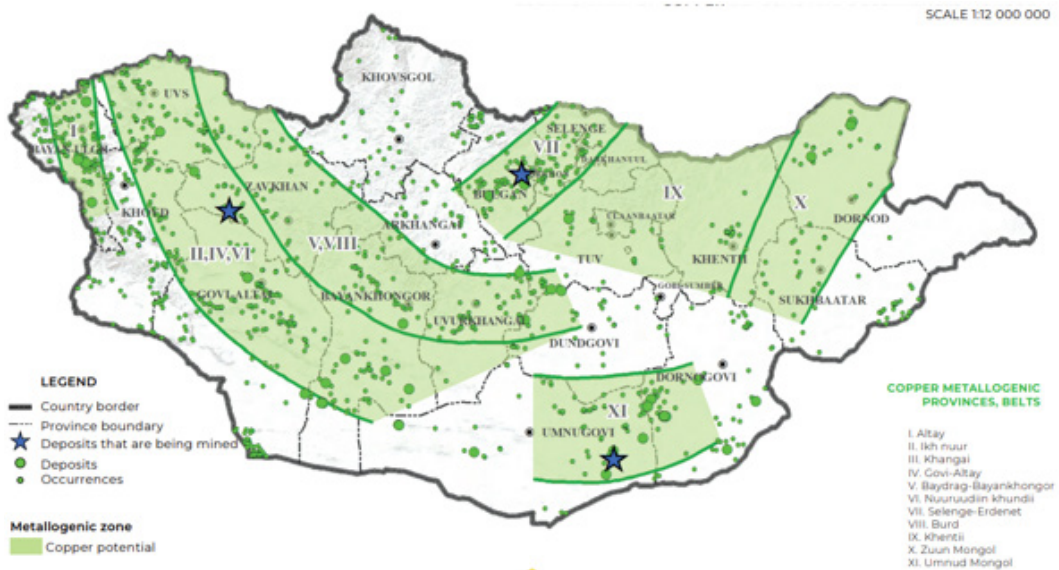 SCALE 1:12 000 000
KHOVSGOL
UVS
SELENGE
I
VII
DARKHANUUL
ZAVKHAN
BULGAN
IX
KHOVD
ARKHANGAI
ULAANBAATAR
X
DORNOD
II,IV,VI
V,VIII
TUV
KHENTII
GOVI-ALTAI
BAYANKHONGOR
GOBI-SUMBER
UVURKHANGAI
SUKHBAATAR
DUNDGOVI
DORNOGOVI
XI
UMNUGOVI
LEGEND
Country border
Province boundary
Deposits that are being mined
Deposits
Occurrences
Metallogenic zone
Copper potential
COPPER METALLOGENIC
PROVINCES, BELTS
I. Altay
II. Ikh nuur
III. Khangai
IV. Govi-Altay
V. Baydrag-Bayankhongor
VI. Nuuruudiin khundii
VII. Selenge-Erdenet
VIII. Burd
IX. Khentii
X. Zuun Mongol
XI. Umnud Mongol